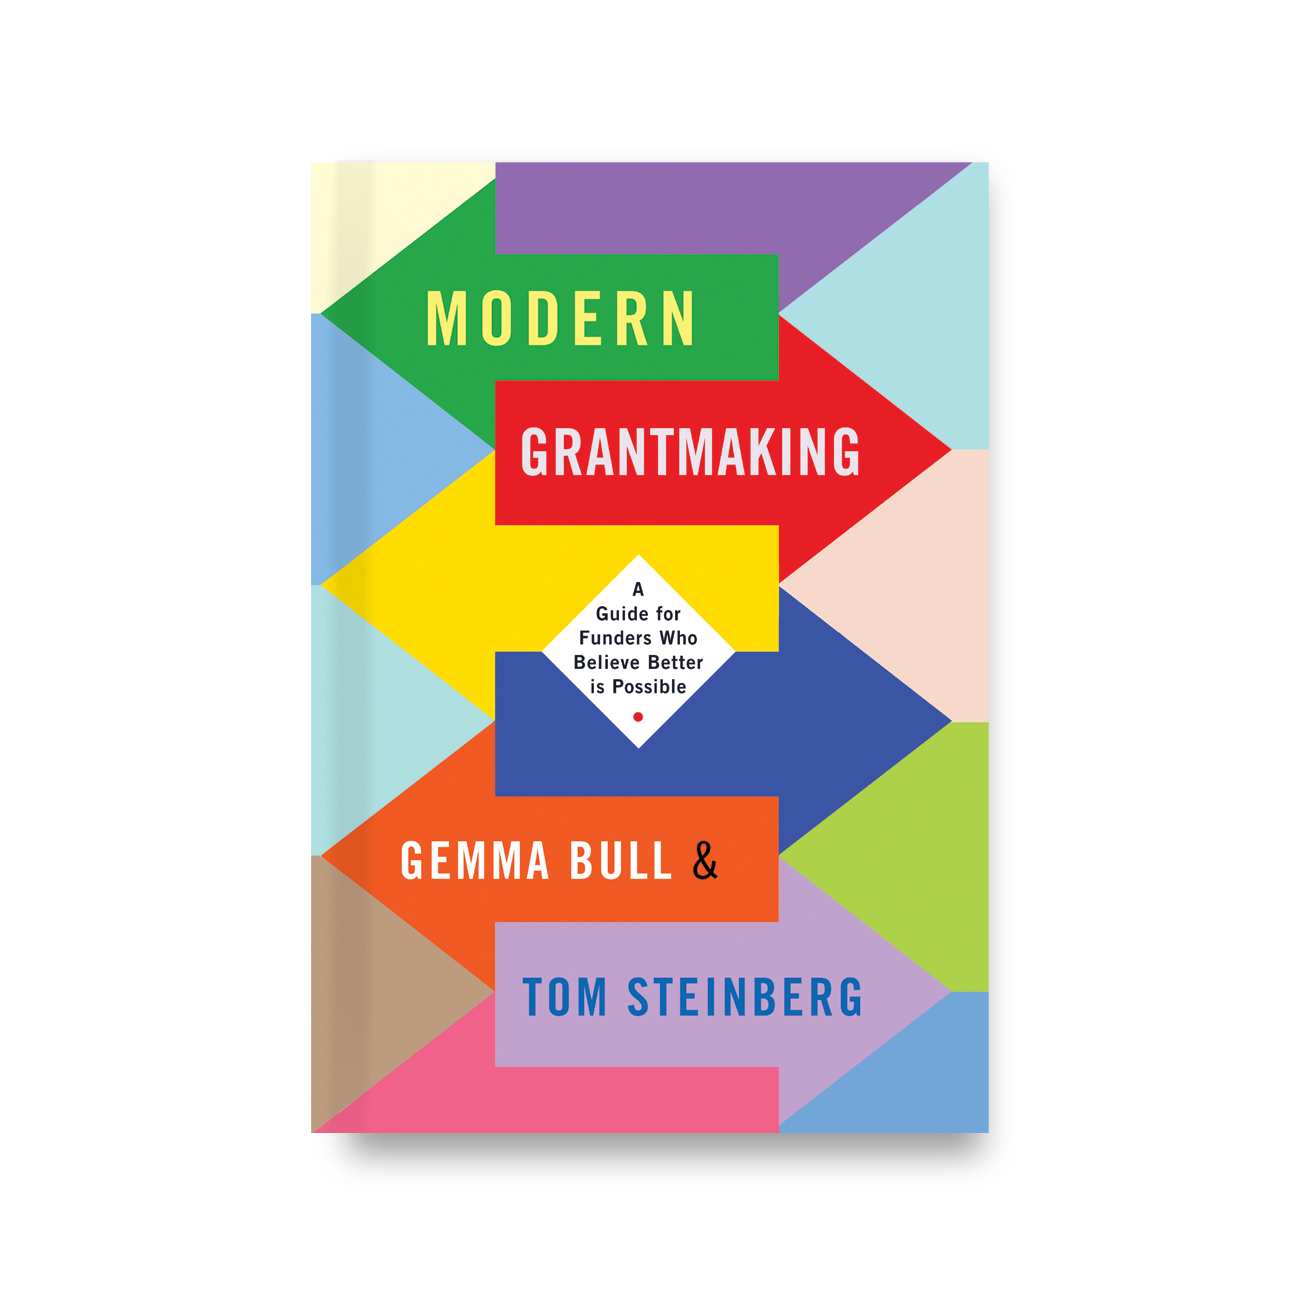 MODERN
GRANTMAKING
A
Guide for
Funders Who
Believe Better
is Possible
GEMMA BULL &
TOM STEINBERG